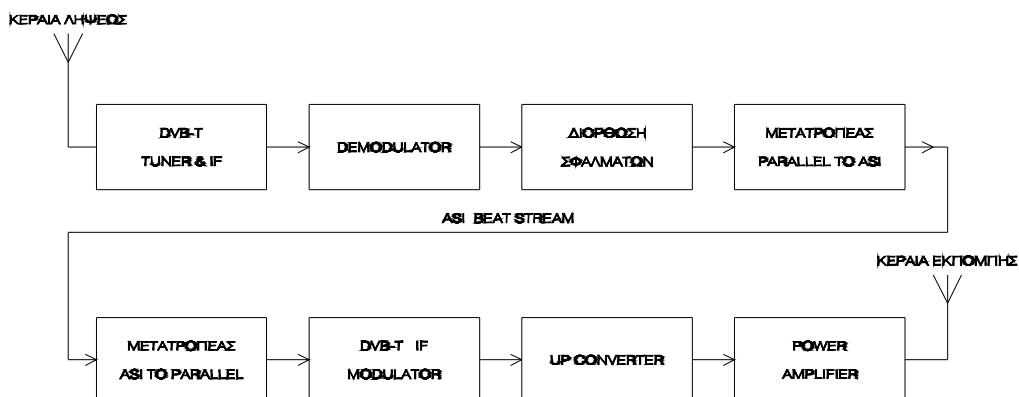 ΚΕΡΑΙΑ ΛΗΨΕΩΣ
DVB-T
TUNER & IF
DEMODULATOR
ΔΙΟΡΘΩΣΗ
ΣΦΑΛΜΑΤΩΝ
ΜΕΤΑΤΡΟΠΕΑΣ
PARALLEL TO ASI
ASI BEAT STREAM
ΚΕΡΑΙΑ ΕΚΠΟΜΠΗΣ
ΜΕΤΑΤΡΟΠΕΑΣ
ASI TO PARALLEL
DVB-T IF
MODULATOR
UP CONVERTER
POWER
AMPLIFIER